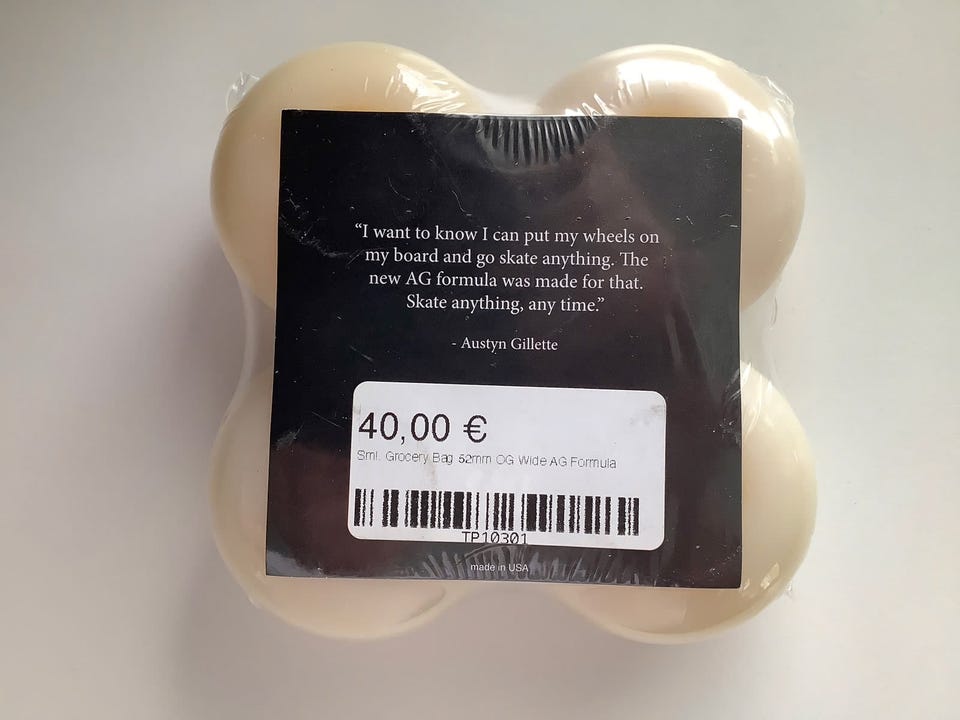 “I want to know I can put my wheels on
my board and go skate anything. The
new AG formula was made for that.
Skate anything, any time.”
- Austyn Gillette
40,00 €
Sml. Grocery Bag 52mm OG Wide AG Formula
TP10301
made in USA